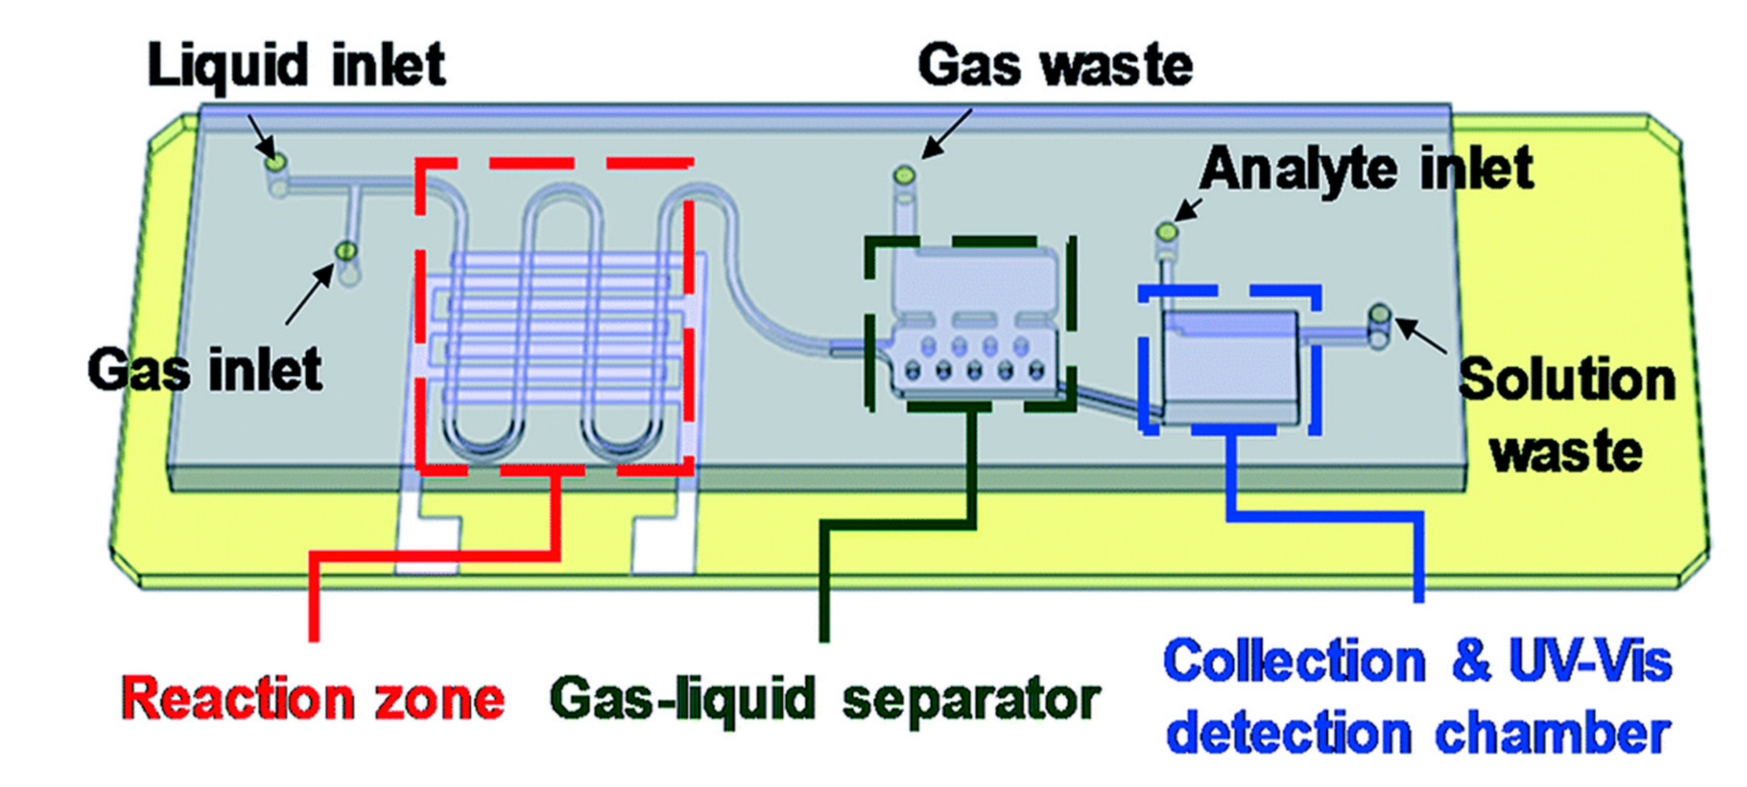 Liquid inlet
Gas waste
Analyte inlet
Gas inlet
Solution
waste
Reaction zone
Gas-liquid separator
Collection & UV-Vis
detection chamber